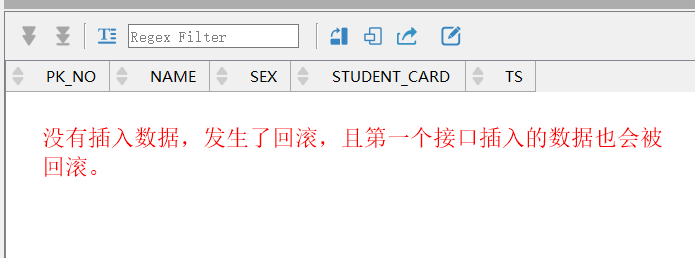 Regex Filter
PK_NO NAME SEX STUDENT_CARD TS
没有插入数据，发生了回滚，且第一个接口插入的数据也会被
回滚。